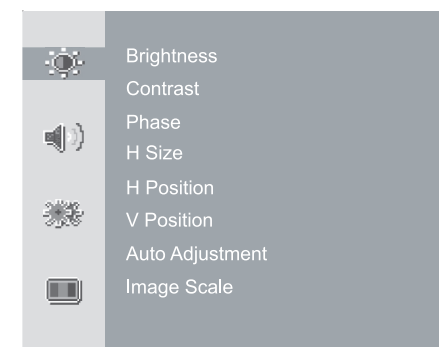 Brightness
Contrast
Phase
H Size
H Position
V Position
Auto Adjustment
Image Scale